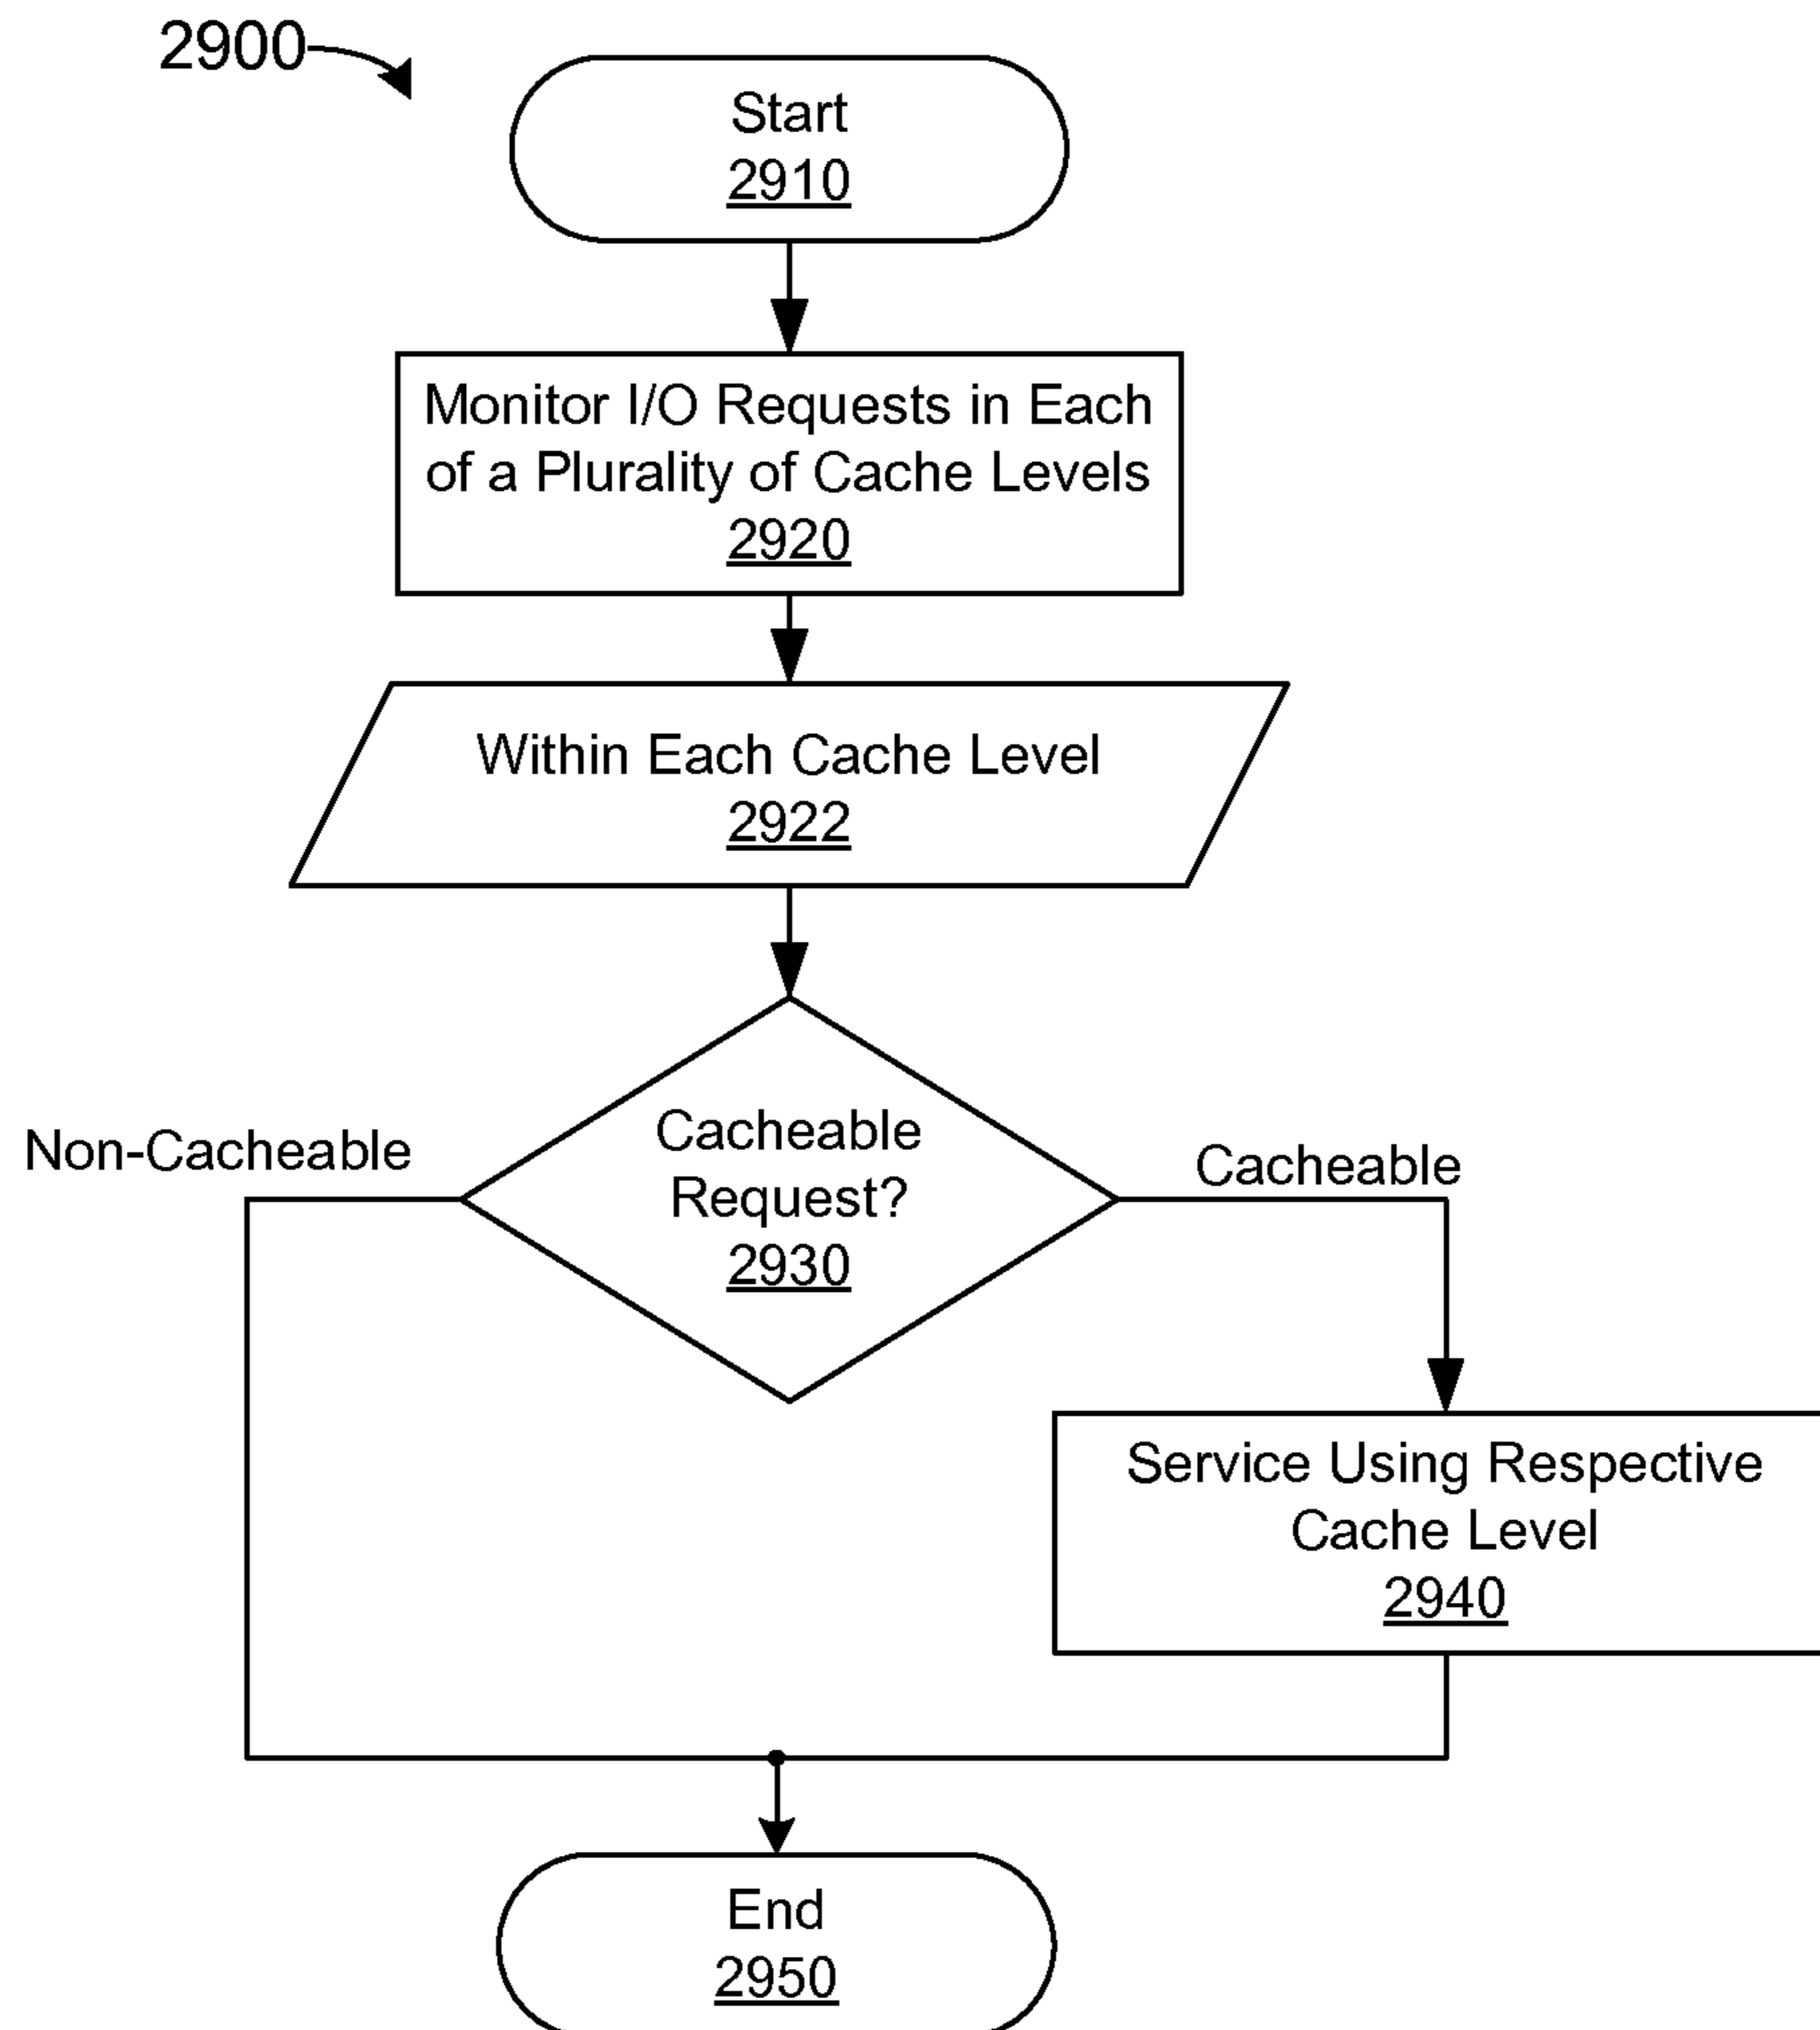 2900
Start
2910
Monitor I/O Requests in Each
of a Plurality of Cache Levels
2920
Within Each Cache Level
2922
Cacheable
Request?
2930
Non-Cacheable
Cacheable
Service Using Respective
Cache Level
2940
End
2950